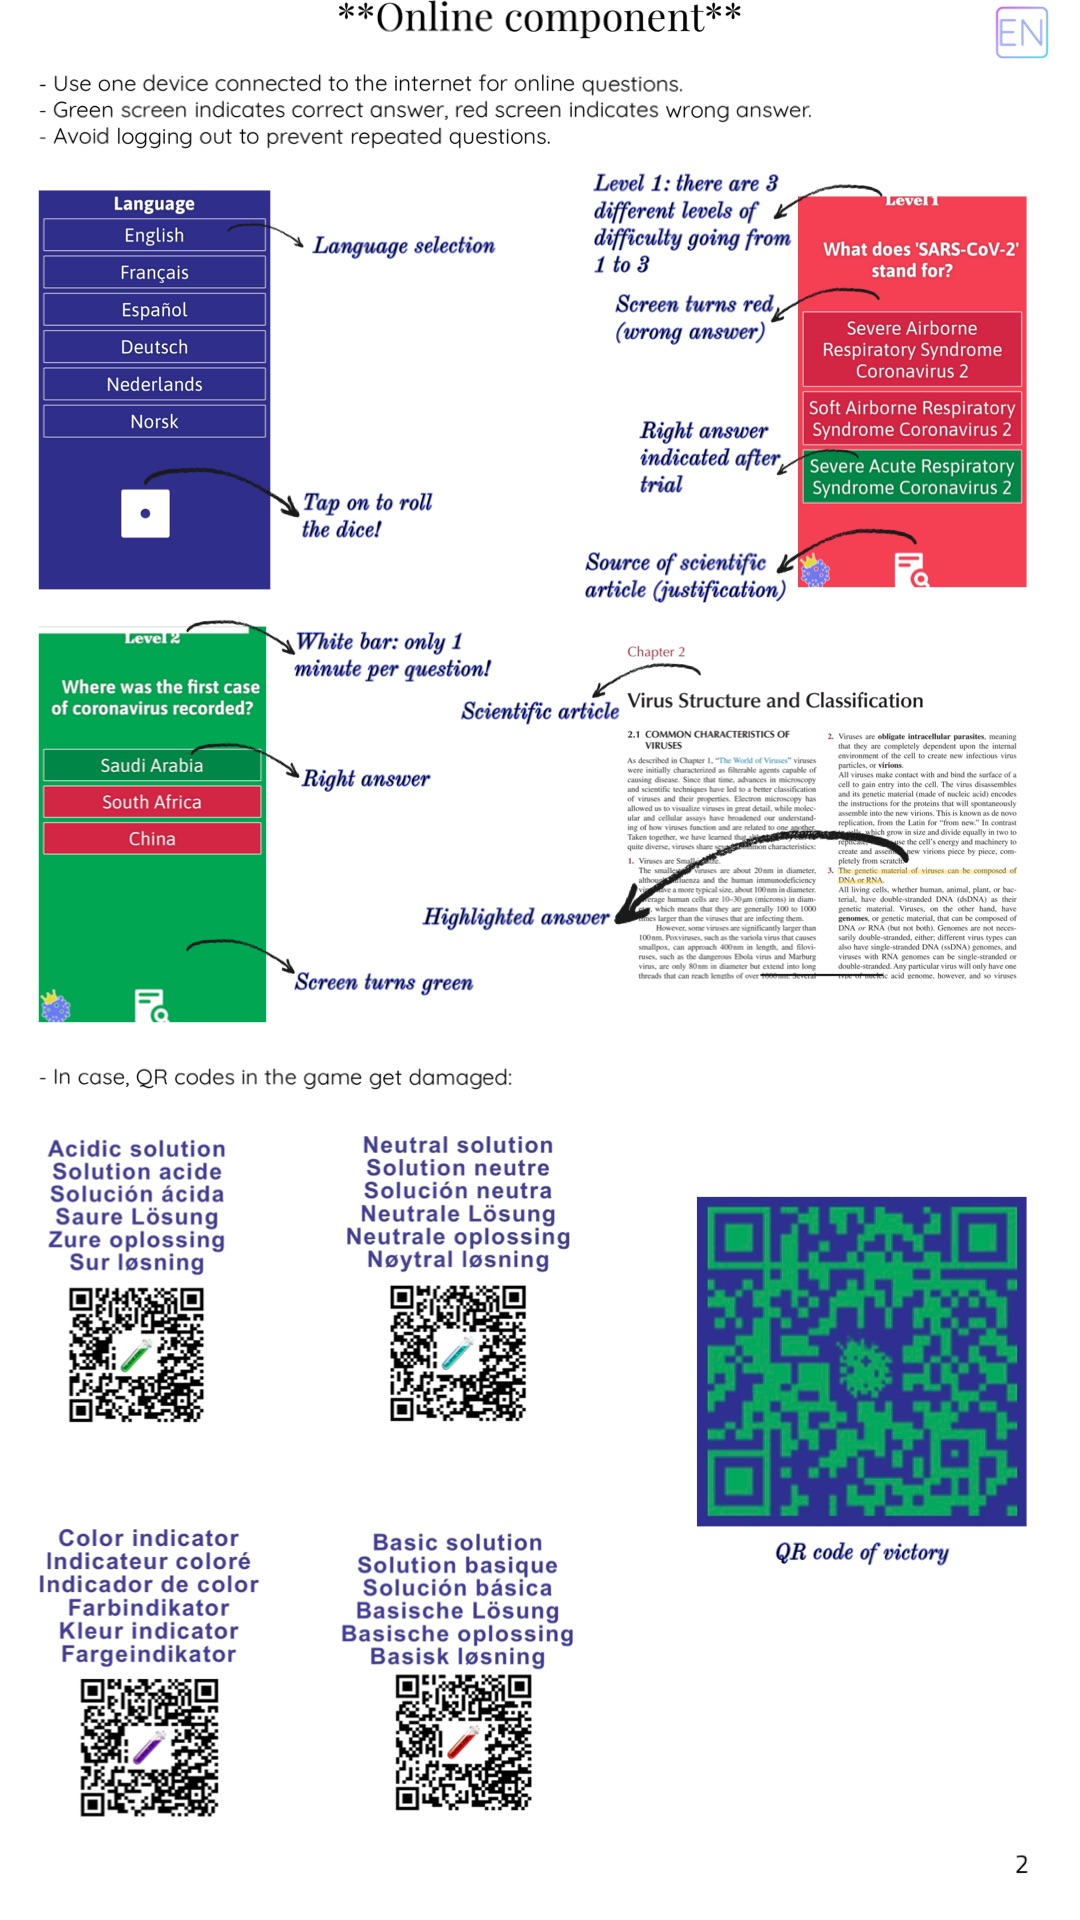 **Online component**
EN
- Use one device connected to the internet for online questions.
- Green screen indicates correct answer, red screen indicates wrong answer.
- Avoid logging out to prevent repeated questions.
Language
English
Français
Español
Deutsch
Nederlands
Norsk
Language selection
Tap on to roll
the dice!
Level 1: there are 3
different levels of
difficulty going from
1 to 3
Screen turns red
(wrong answer)
Right answer
indicated after
trial
Source of scientific
article (justification)
Level 1
What does 'SARS-CoV-2'
stand for?
Severe Airborne
Respiratory Syndrome
Coronavirus 2
Soft Airborne Respiratory
Syndrome Coronavirus 2
Severe Acute Respiratory
Syndrome Coronavirus 2
Level 2
Where was the first case
of coronavirus recorded?
Saudi Arabia
South Africa
China
White bar: only 1
minute per question!
Right answer
Screen turns green
Scientific article
Highlighted answer
Chapter 2
Virus Structure and Classification
2.1 COMMON CHARACTERISTICS OF
VIRUSES
As described in Chapter 1, "The World of Viruses" viruses
were initially characterized as filterable agents capable of
causing disease. Since that time, advances in microscopy
and scientific techniques have led to a better classification
of viruses and their properties. Electron microscopy has
allowed us to visualize viruses in great detail, while molec-
ular and cellular assays have broadened our understand-
ing of how viruses function and are related to one another.
Taken together, we have learned that
quite diverse, viruses share common characteristics:
1. Viruses are Small
The smallest viruses are about 20 nm in diameter,
although influenza and the human immunodeficiency
have a more typical size, about 100 nm in diameter.
Average human cells are 10–30 μm (microns) in diam-
which means that they are generally 100 to 1000
times larger than the viruses that are infecting them.
However, some viruses are significantly larger than
100 nm. Poxviruses, such as the variola virus that causes
smallpox, can approach 400 nm in length, and filovi-
ruses, such as the dangerous Ebola virus and Marburg
virus, are only 80 nm in diameter but extend into long
threads that can reach lengths of over 1000 nm. Several
2. Viruses are obligate intracellular parasites, meaning
that they are completely dependent upon the internal
environment of the cell to create new infectious virus
particles, or virions.
All viruses make contact with and bind the surface of a
cell to gain entry into the cell. The virus disassembles
and its genetic material (made of nucleic acid) encodes
the instructions for the proteins that will spontaneously
assemble into the new virions. This is known as de novo
replication, from the Latin for "from new." In contrast
which grow in size and divide equally in two to
replicate, use the cell's energy and machinery to
create and assemble new virions piece by piece, com-
pletely from scratch.
3. The genetic material of viruses can be composed of
DNA or RNA.
All living cells, whether human, animal, plant, or bac-
terial, have double-stranded DNA (dsDNA) as their
genetic material. Viruses, on the other hand, have
genomes, or genetic material, that can be composed of
DNA or RNA (but not both). Genomes are not neces-
sarily double-stranded, either; different virus types can
also have single-stranded DNA (ssDNA) genomes, and
viruses with RNA genomes can be single-stranded or
double-stranded. Any particular virus will only have one
type of nucleic acid genome, however, and so viruses
- In case, QR codes in the game get damaged:
Acidic solution
Solution acide
Solución ácida
Saure Lösung
Zure oplossing
Sur løsning
Neutral solution
Solution neutre
Solución neutra
Neutrale Lösung
Neutrale oplossing
Nøytral løsning
QR code of victory
Color indicator
Indicateur coloré
Indicador de color
Farbindikator
Kleur indicator
Fargeindikator
Basic solution
Solution basique
Solución básica
Basische Lösung
Basische oplossing
Basisk løsning
2